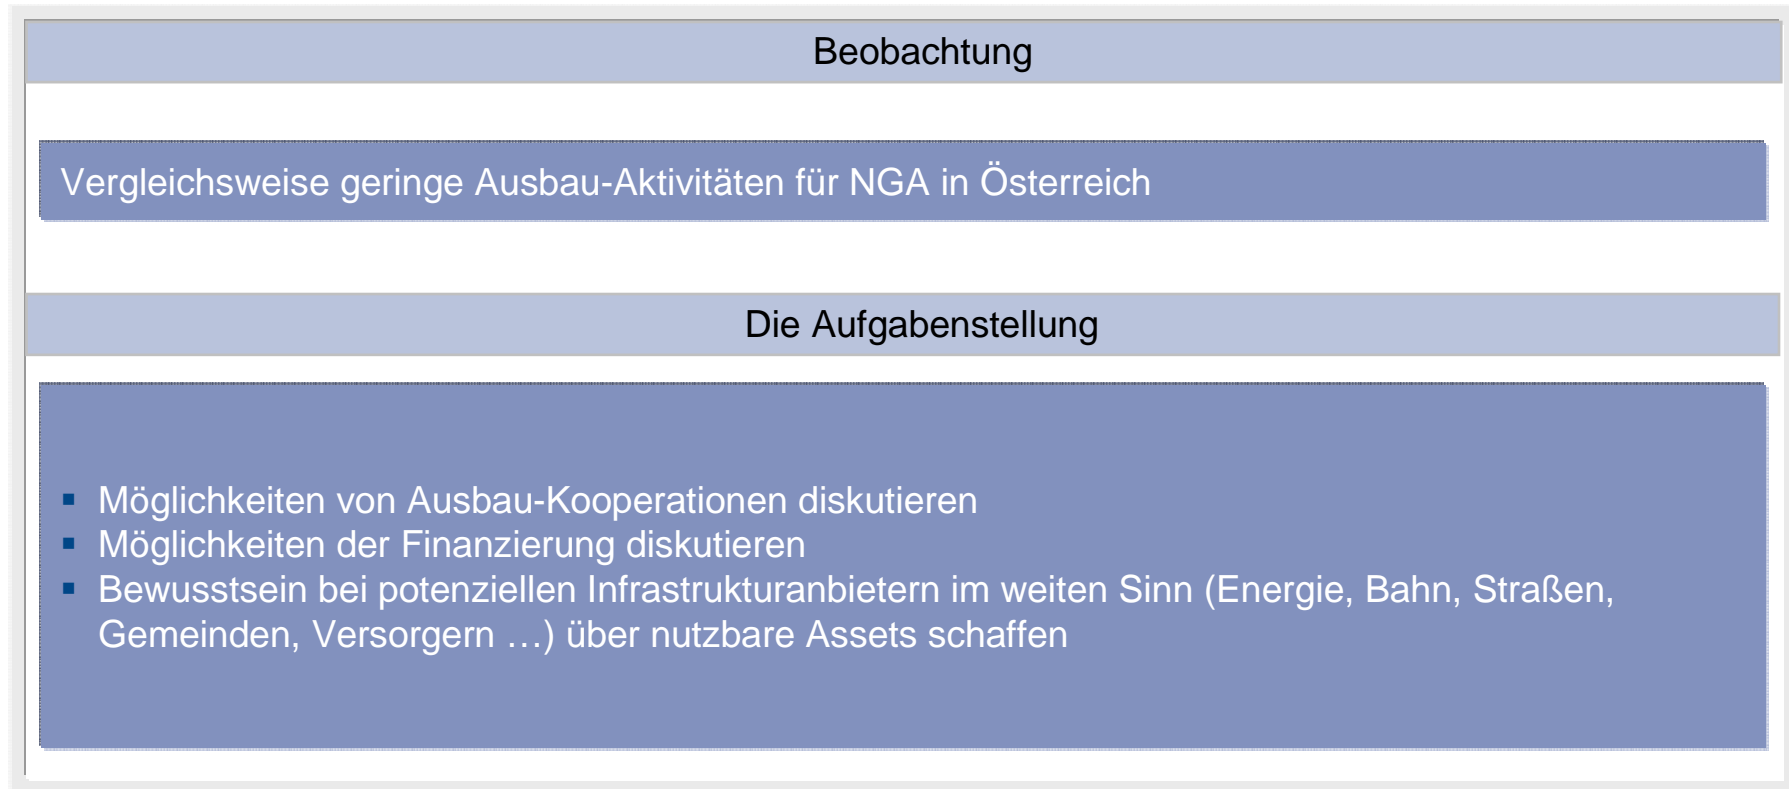 Beobachtung
Vergleichsweise geringe Ausbau-Aktivitäten für NGA in Österreich
Die Aufgabenstellung
▪ Möglichkeiten von Ausbau-Kooperationen diskutieren
▪ Möglichkeiten der Finanzierung diskutieren
▪ Bewusstsein bei potenziellen Infrastrukturanbietern im weiten Sinn (Energie, Bahn, Straßen,
Gemeinden, Versorgern …) über nutzbare Assets schaffen